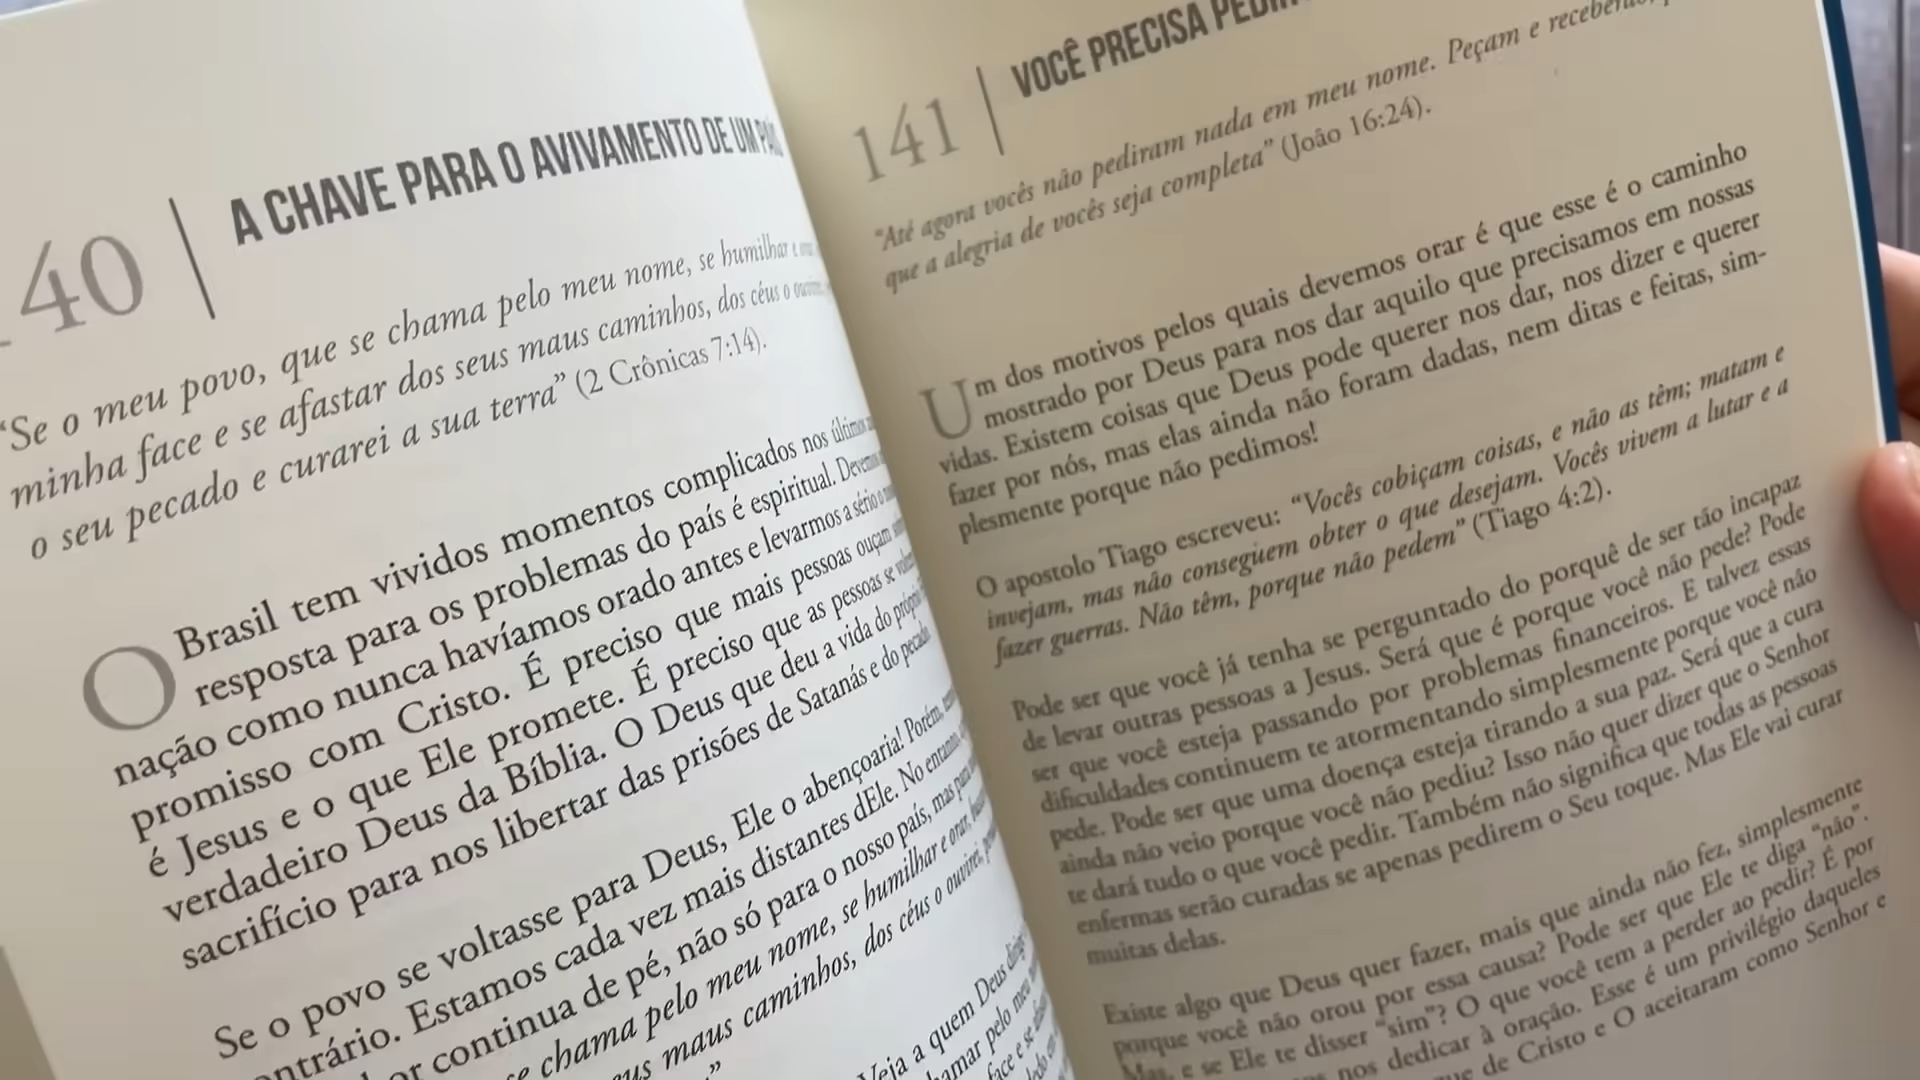 40 | A CHAVE PARA O AVIVAMENTO DE UM
“Se o meu povo, que se chama pelo meu nome, se humilhar e
minha face e se afastar dos seus maus caminhos, dos céus o
o seu pecado e curarei a sua terra” (2 Crônicas 7:14).
O Brasil tem vividos momentos complicados nos últimos
resposta para os problemas do país é espiritual. Devemos
nação como nunca havíamos orado antes e levarmos a sério o
promisso com Cristo. É preciso que mais pessoas ouçam
é Jesus e o que Ele promete. É preciso que as pessoas se
verdadeiro Deus da Bíblia. O Deus que deu a vida do próprio
sacrifício para nos libertar das prisões de Satanás e do
Se o povo se voltasse para Deus, Ele o abençoaria! Porém,
ontrário. Estamos cada vez mais distantes dEle. No entanto,
or continua de pé, não só para o nosso país, mas para
se chama pelo meu nome, se humilhar e orar,
us maus caminhos, dos céus o ouvirei,
.”
Veja a quem Deus
hamar pelo meu
face e se
141 | VOCÊ PRECISA
“Até agora vocês não pediram nada em meu nome. Peçam e receberão,
que a alegria de vocês seja completa” (João 16:24).
Um dos motivos pelos quais devemos orar é que esse é o caminho
mostrado por Deus para nos dar aquilo que precisamos em nossas
vidas. Existem coisas que Deus pode querer nos dar, nos dizer e querer
fazer por nós, mas elas ainda não foram dadas, nem ditas e feitas, sim-
plesmente porque não pedimos!
O apostolo Tiago escreveu: “Vocês cobiçam coisas, e não as têm; matam e
invejam, mas não conseguem obter o que desejam. Vocês vivem a lutar e a
fazer guerras. Não têm, porque não pedem” (Tiago 4:2).
Pode ser que você já tenha se perguntado do porquê de ser tão incapaz
de levar outras pessoas a Jesus. Será que é porque você não pede? Pode
ser que você esteja passando por problemas financeiros. E talvez essas
dificuldades continuem te atormentando simplesmente porque você não
pede. Pode ser que uma doença esteja tirando a sua paz. Será que a cura
ainda não veio porque você não pediu? Isso não quer dizer que o Senhor
te dará tudo o que você pedir. Também não significa que todas as pessoas
enfermas serão curadas se apenas pedirem o Seu toque. Mas Ele vai curar
muitas delas.
Existe algo que Deus quer fazer, mais que ainda não fez, simplesmente
porque você não orou por essa causa? Pode ser que Ele te diga “não”.
Mas, e se Ele te disser “sim”? O que você tem a perder ao pedir? É por
nos dedicar à oração. Esse é um privilégio daqueles
que de Cristo e O aceitaram como Senhor e